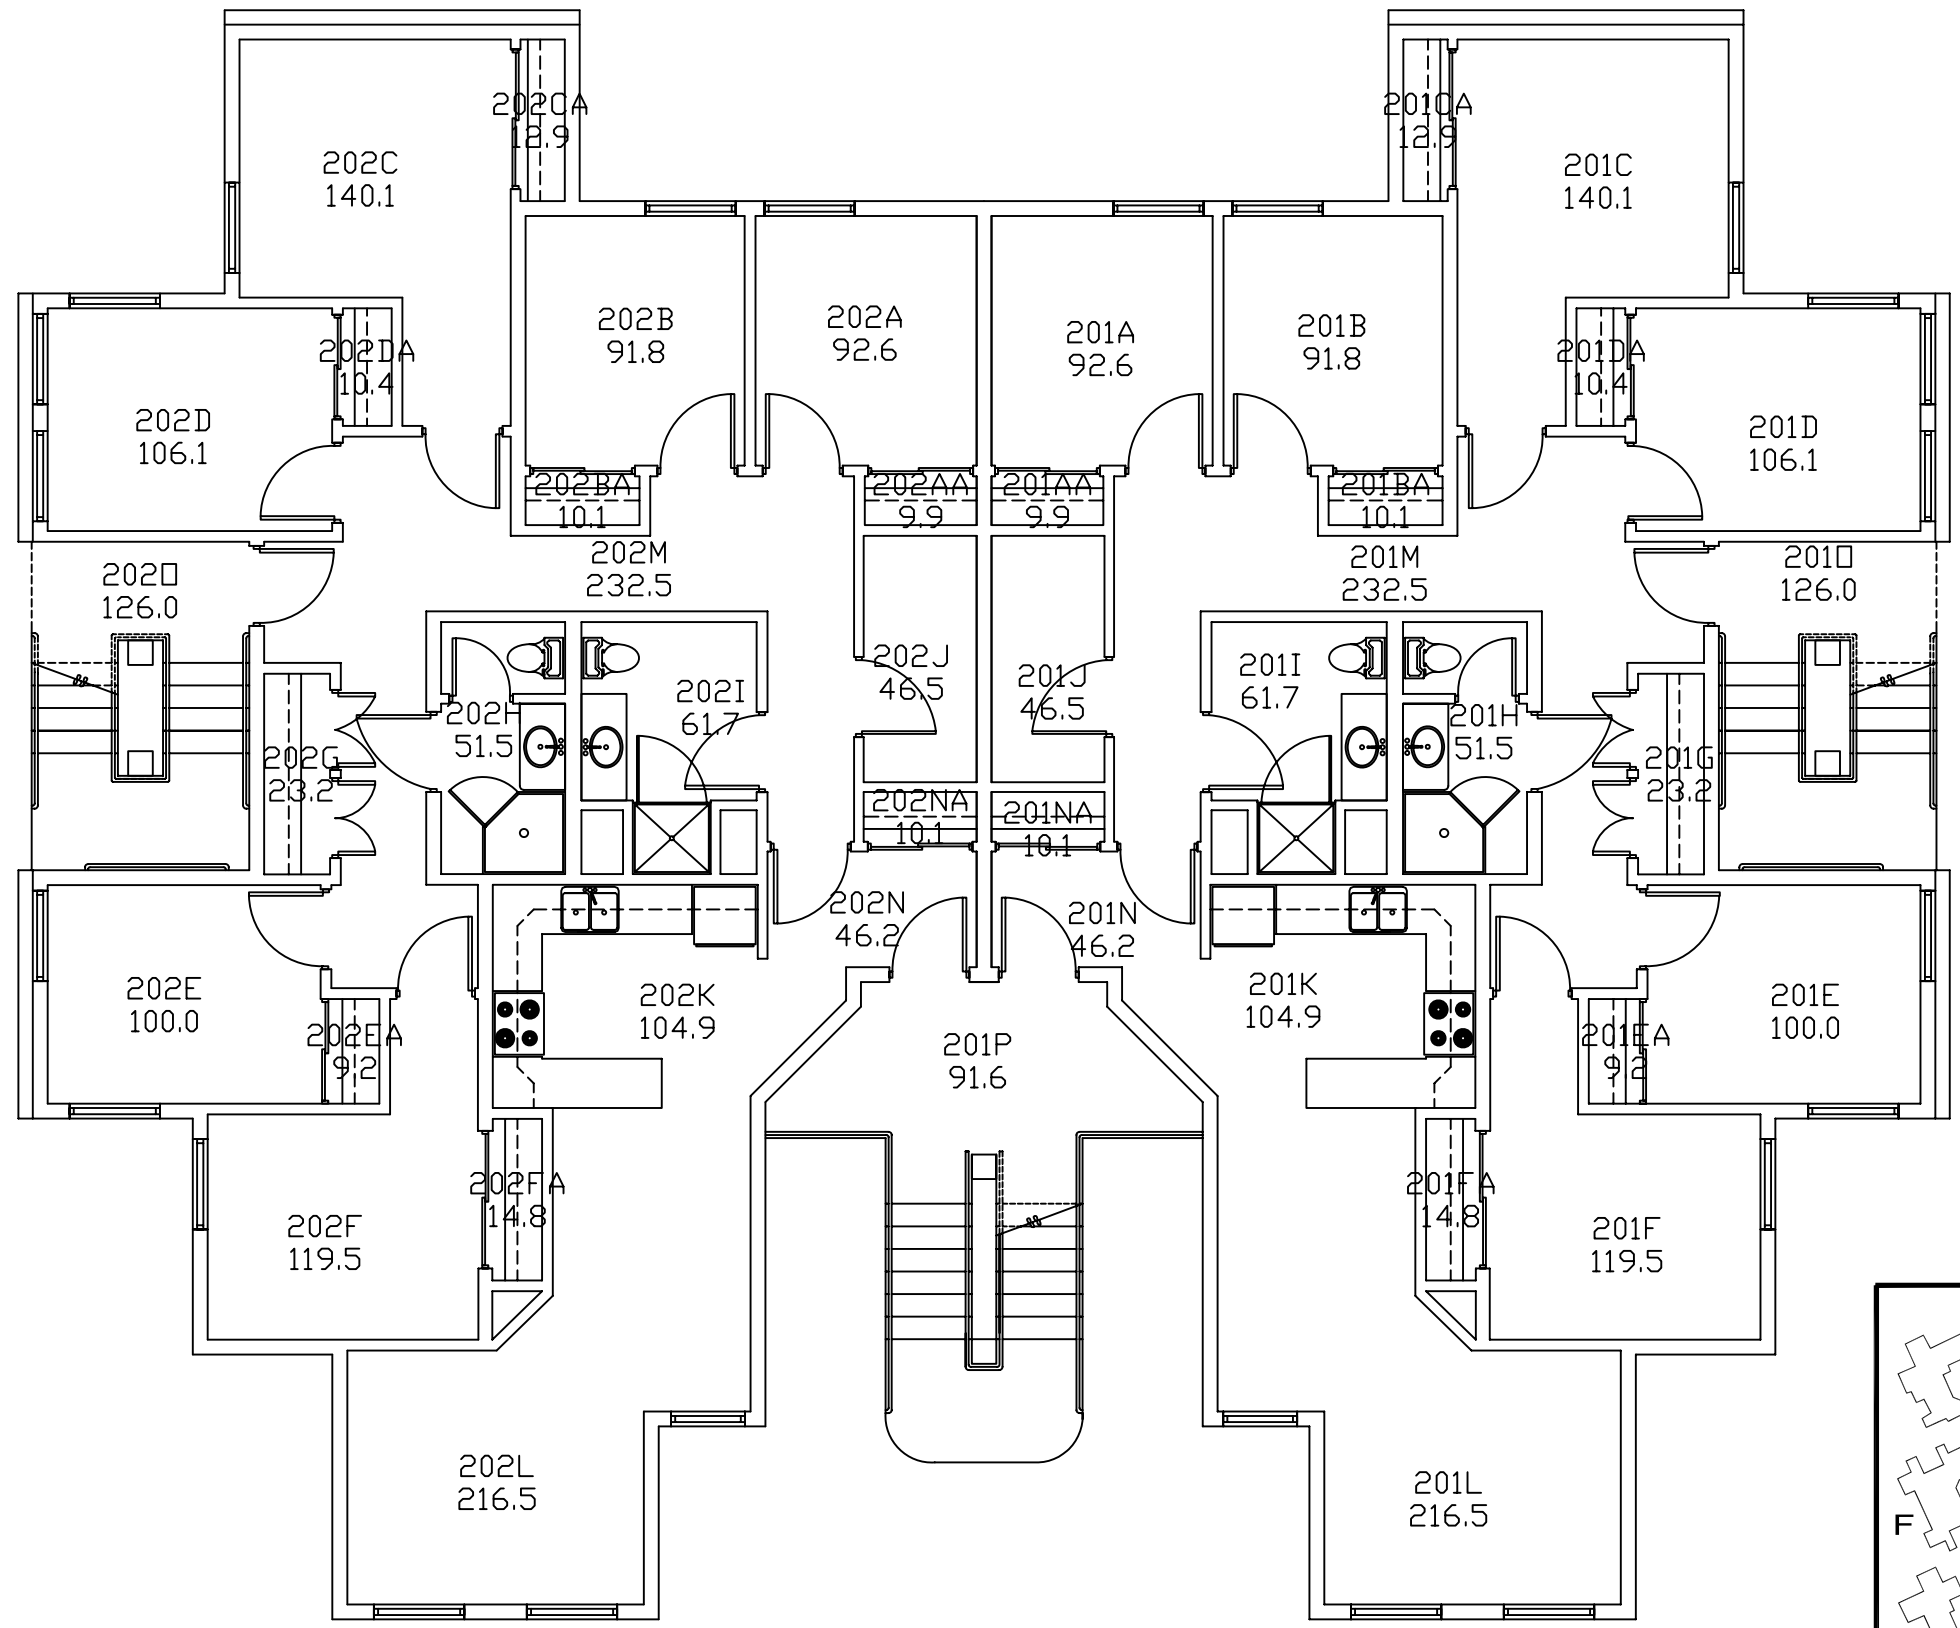 202CA
12.9
201CA
12.9
202C
140.1
201C
140.1
202B
91.8
202A
92.6
201A
92.6
201B
91.8
202DA
10.4
201DA
10.4
202D
106.1
201D
106.1
202BA
10.1
202AA
9.9
201AA
9.9
201BA
10.1
202M
232.5
201M
232.5
202O
126.0
201O
126.0
202J
46.5
201J
46.5
202I
61.7
201I
61.7
202H
51.5
201H
51.5
202G
23.2
201G
23.2
202NA
10.1
201NA
10.1
202N
46.2
201N
46.2
202E
100.0
202K
104.9
201K
104.9
201E
100.0
202EA
9.2
201P
91.6
201EA
9.2
202FA
14.8
201FA
14.8
202F
119.5
201F
119.5
202L
216.5
201L
216.5
F